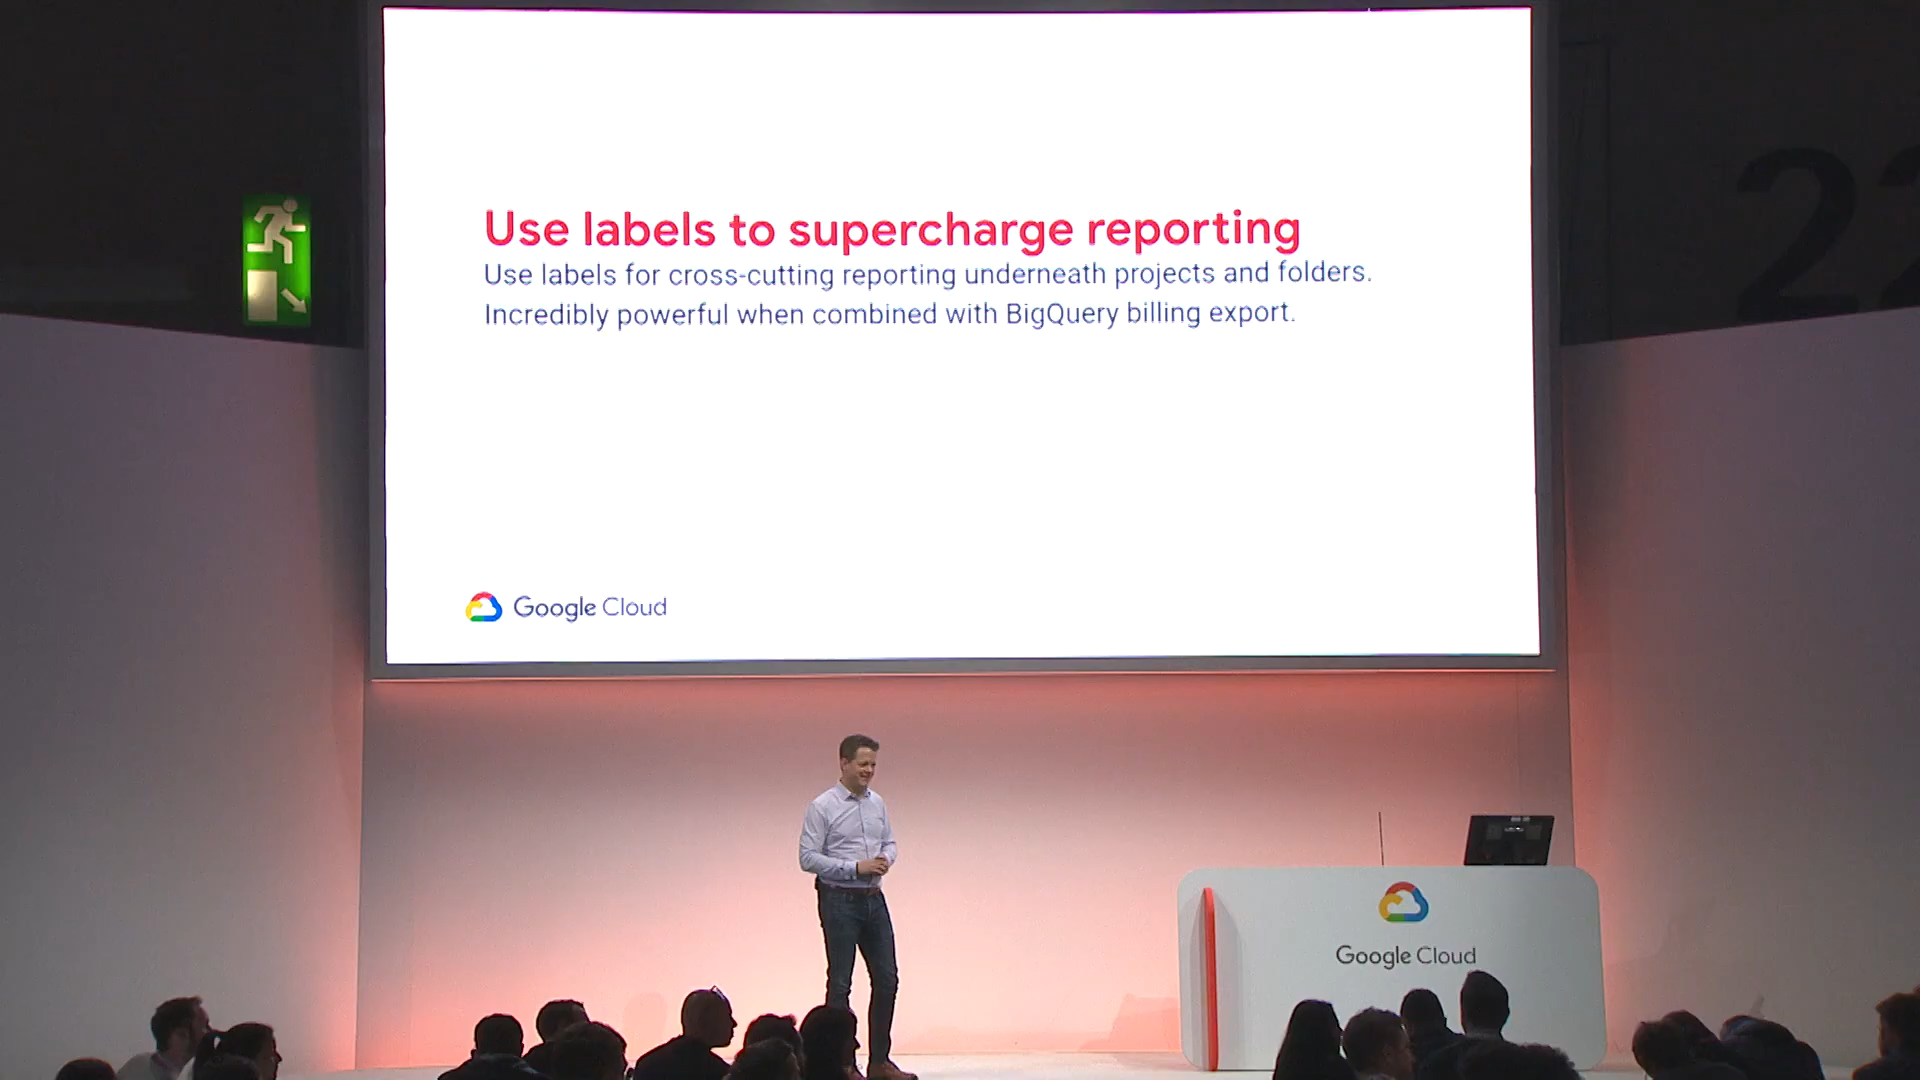 Use labels to supercharge reporting
Use labels for cross-cutting reporting underneath projects and folders.
Incredibly powerful when combined with BigQuery billing export.
Google Cloud
22
Google Cloud